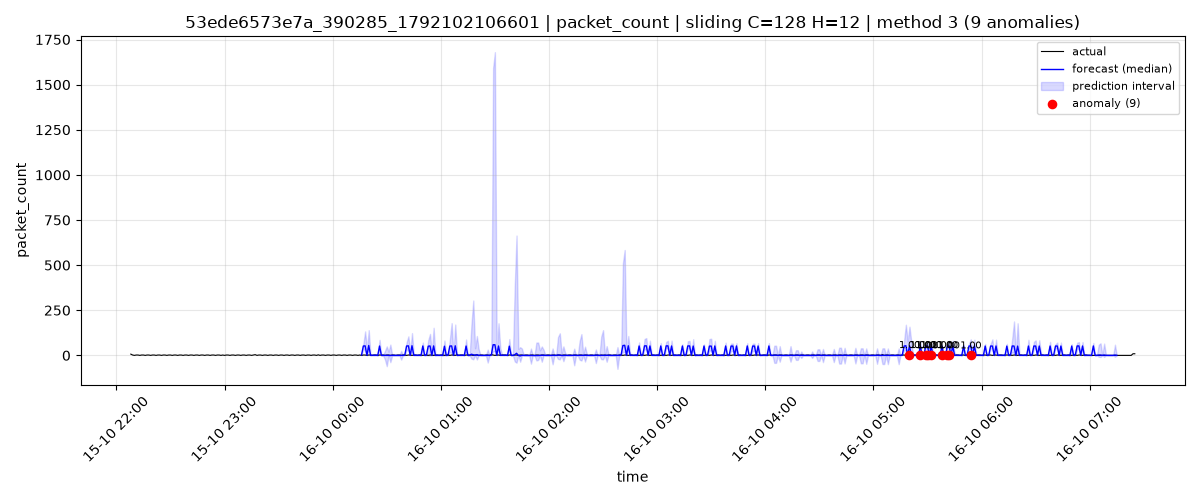 53ede6573e7a_390285_1792102106601 | packet_count | sliding C=128 H=12 | method 3 (9 anomalies)
packet_count
1750
1500
1250
1000
750
500
250
0
actual
forecast (median)
prediction interval
anomaly (9)
1.00
15-10 22:00
15-10 23:00
16-10 00:00
16-10 01:00
16-10 02:00
16-10 03:00
16-10 04:00
16-10 05:00
16-10 06:00
16-10 07:00
time